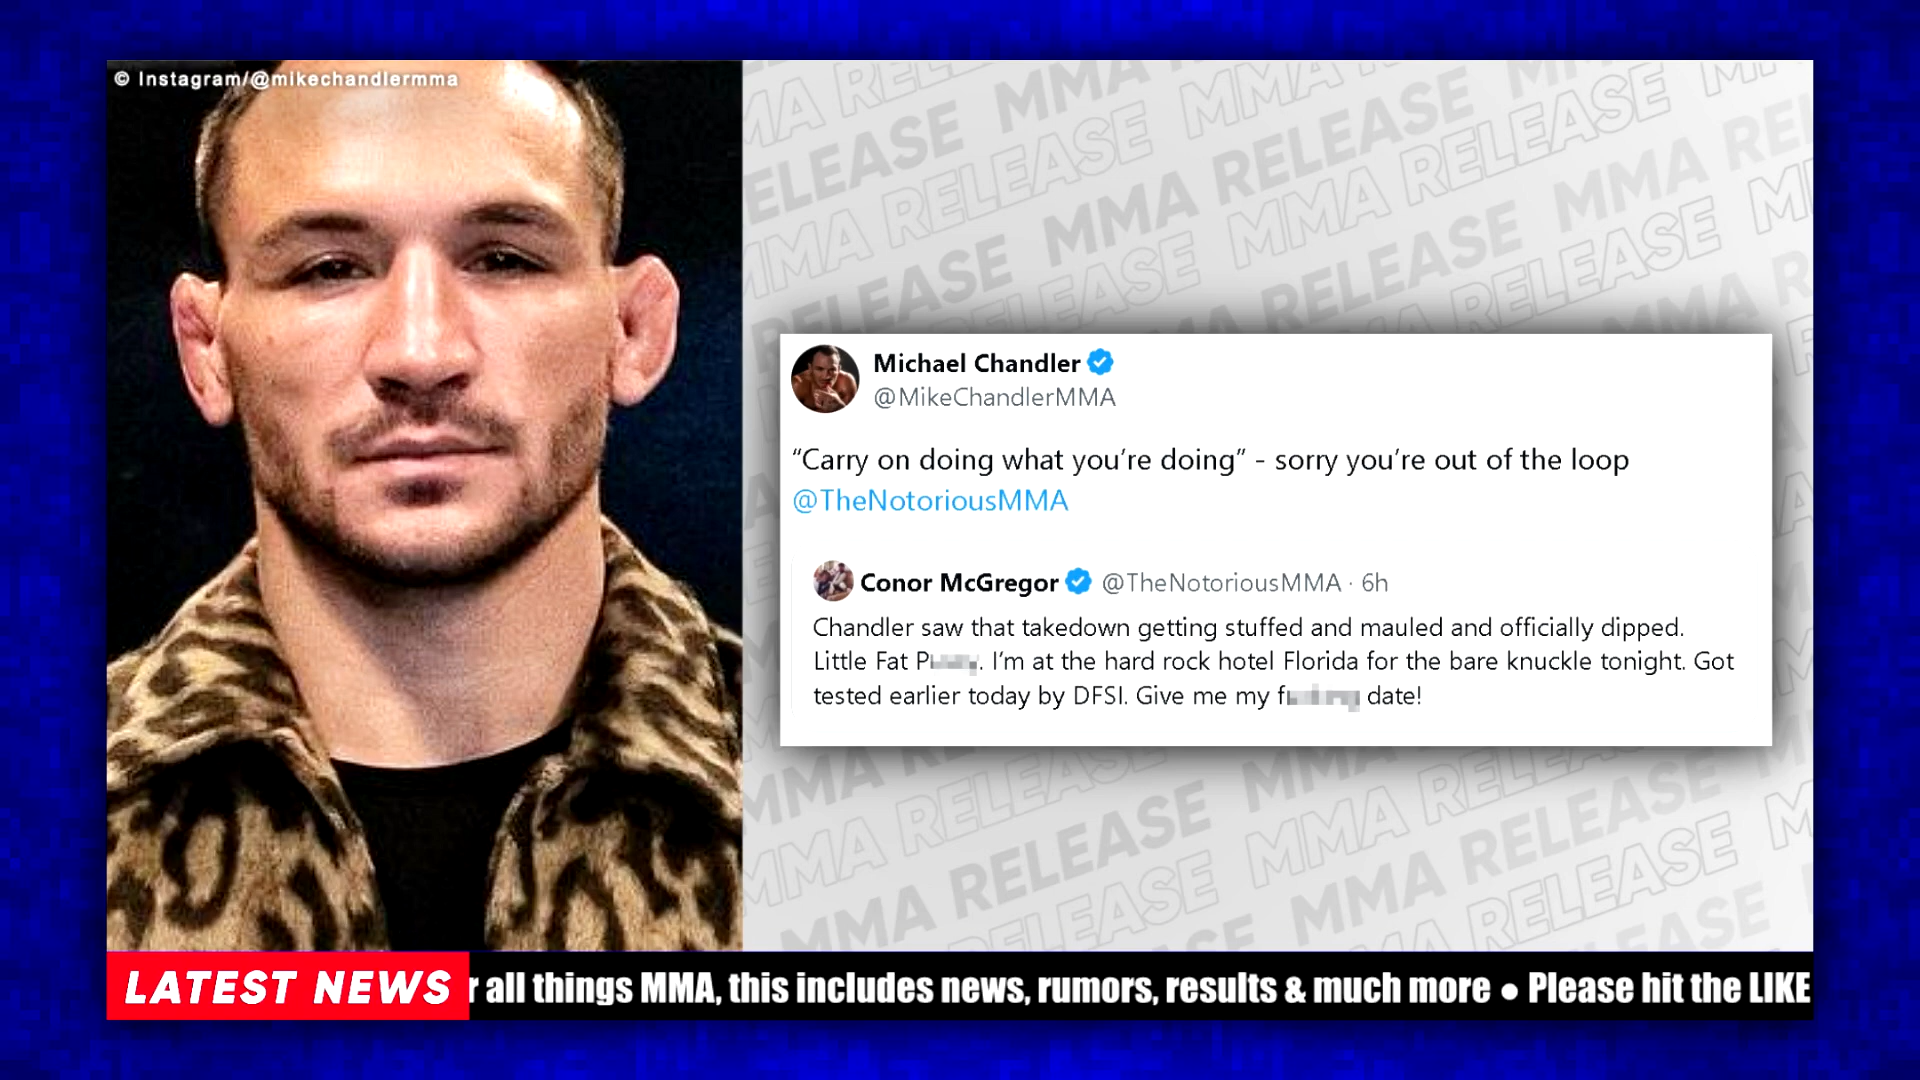 © Instagram/@mikechandlermma
MMA RELEASE
Michael Chandler
@MikeChandlerMMA
“Carry on doing what you’re doing” - sorry you’re out of the loop
@TheNotoriousMMA
Conor McGregor @TheNotoriousMMA · 6h
Chandler saw that takedown getting stuffed and mauled and officially dipped.
Little Fat P. I’m at the hard rock hotel Florida for the bare knuckle tonight. Got
tested earlier today by DFSI. Give me my f date!
LATEST NEWS
r all things MMA, this includes news, rumors, results & much more ● Please hit the LIKE